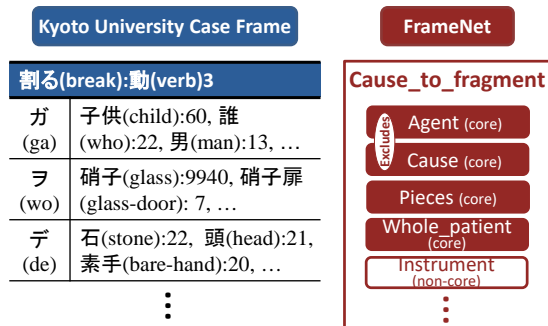 Kyoto University Case Frame
割る(break):動(verb)3
ガ
(ga)
子供(child):60, 誰
(who):22, 男(man):13, …
ヲ
(wo)
硝子(glass):9940, 硝子扉
(glass-door): 7, …
デ
(de)
石(stone):22, 頭(head):21,
素手(bare-hand):20, …
⋮
FrameNet
Cause_to_fragment
Excludes
Agent (core)
Cause (core)
Pieces (core)
Whole_patient
(core)
Instrument
(non-core)
⋮